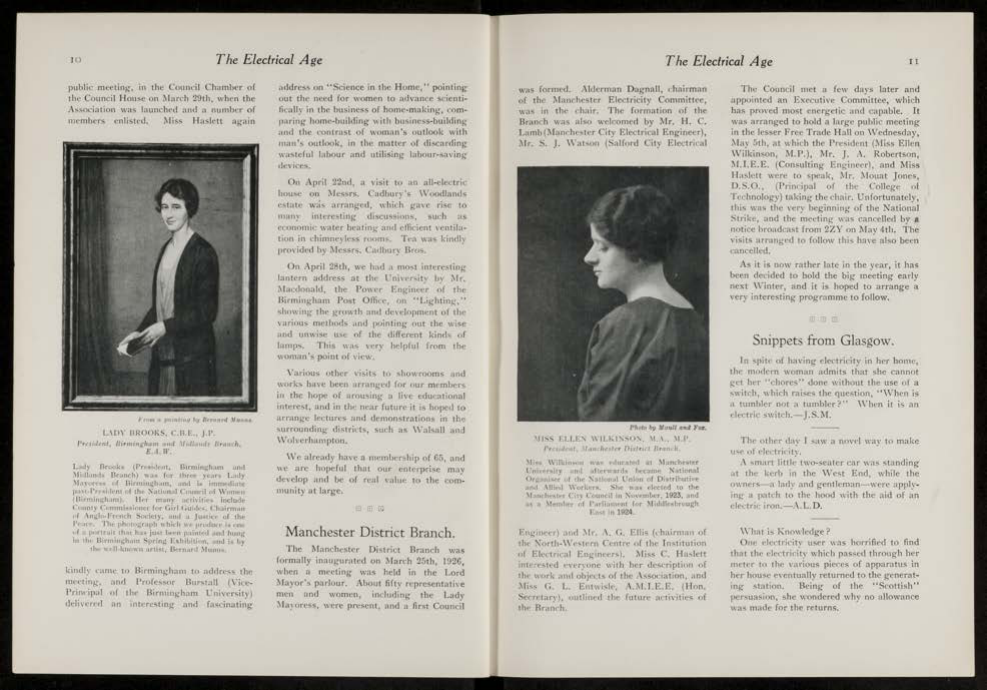 10
The Electrical Age
public meeting, in the Council Chamber of
the Council House on March 29th, when the
Association was launched and a number of
members enlisted. Miss Haslett again
From a painting by Bernard Munns.
LADY BROOKS, C.B.E., J.P.
President, Birmingham and Midlands Branch,
E.A.W.
Lady Brooks (President, Birmingham and
Midlands Branch) was for three years Lady
Mayoress of Birmingham, and is immediate
past-President of the National Council of Women
(Birmingham). Her many activities include
County Commissioner for Girl Guides, Chairman
of Anglo-French Society, and a Justice of the
Peace. The photograph which we produce is one
of a portrait that has just been painted and hung
in the Birmingham Spring Exhibition, and is by
the well-known artist, Bernard Munns.
kindly came to Birmingham to address the
meeting, and Professor Burstall (Vice-
Principal of the Birmingham University)
delivered an interesting and fascinating
address on "Science in the Home," pointing
out the need for women to advance scienti-
fically in the business of home-making, com-
paring home-building with business-building
and the contrast of woman's outlook with
man's outlook, in the matter of discarding
wasteful labour and utilising labour-saving
devices.
On April 22nd, a visit to an all-electric
house on Messrs. Cadbury's Woodlands
estate was arranged, which gave rise to
many interesting discussions, such as
economic water heating and efficient ventila-
tion in chimneyless rooms. Tea was kindly
provided by Messrs. Cadbury Bros.
On April 28th, we had a most interesting
lantern address at the University by Mr.
Macdonald, the Power Engineer of the
Birmingham Post Office, on "Lighting,"
showing the growth and development of the
various methods and pointing out the wise
and unwise use of the different kinds of
lamps. This was very helpful from the
woman's point of view.
Various other visits to showrooms and
works have been arranged for our members
in the hope of arousing a live educational
interest, and in the near future it is hoped to
arrange lectures and demonstrations in the
surrounding districts, such as Walsall and
Wolverhampton.
We already have a membership of 65, and
we are hopeful that our enterprise may
develop and be of real value to the com-
munity at large.
Manchester District Branch.
The Manchester District Branch was
formally inaugurated on March 25th, 1926,
when a meeting was held in the Lord
Mayor's parlour. About fifty representative
men and women, including the Lady
Mayoress, were present, and a first Council
The Electrical Age
11
was formed. Alderman Dagnall, chairman
of the Manchester Electricity Committee,
was in the chair. The formation of the
Branch was also welcomed by Mr. H. C.
Lamb (Manchester City Electrical Engineer),
Mr. S. J. Watson (Salford City Electrical
Photo by Moull and Fox.
MISS ELLEN WILKINSON, M.A., M.P.
President, Manchester District Branch.
Miss Wilkinson was educated at Manchester
University and afterwards became National
Organiser of the National Union of Distributive
and Allied Workers. She was elected to the
Manchester City Council in November, 1923, and
as a Member of Parliament for Middlesbrough
East in 1924.
Engineer) and Mr. A. G. Ellis (chairman of
the North-Western Centre of the Institution
of Electrical Engineers). Miss C. Haslett
interested everyone with her description of
the work and objects of the Association, and
Miss G. L. Entwisle, A.M.I.E.E. (Hon.
Secretary), outlined the future activities of
the Branch.
The Council met a few days later and
appointed an Executive Committee, which
has proved most energetic and capable. It
was arranged to hold a large public meeting
in the lesser Free Trade Hall on Wednesday,
May 5th, at which the President (Miss Ellen
Wilkinson, M.P.), Mr. J. A. Robertson,
M.I.E.E. (Consulting Engineer), and Miss
Haslett were to speak, Mr. Mouat Jones,
D.S.O., (Principal of the College of
Technology) taking the chair. Unfortunately,
this was the very beginning of the National
Strike, and the meeting was cancelled by a
notice broadcast from 2ZY on May 4th. The
visits arranged to follow this have also been
cancelled.
As it is now rather late in the year, it has
been decided to hold the big meeting early
next Winter, and it is hoped to arrange a
very interesting programme to follow.
Snippets from Glasgow.
In spite of having electricity in her home,
the modern woman admits that she cannot
get her "chores" done without the use of a
switch, which raises the question, "When is
a tumbler not a tumbler?" When it is an
electric switch.—J.S.M.
The other day I saw a novel way to make
use of electricity.
A smart little two-seater car was standing
at the kerb in the West End, while the
owners—a lady and gentleman—were apply-
ing a patch to the hood with the aid of an
electric iron.—A.L.D.
What is Knowledge?
One electricity user was horrified to find
that the electricity which passed through her
meter to the various pieces of apparatus in
her house eventually returned to the generat-
ing station. Being of the "Scottish"
persuasion, she wondered why no allowance
was made for the returns.